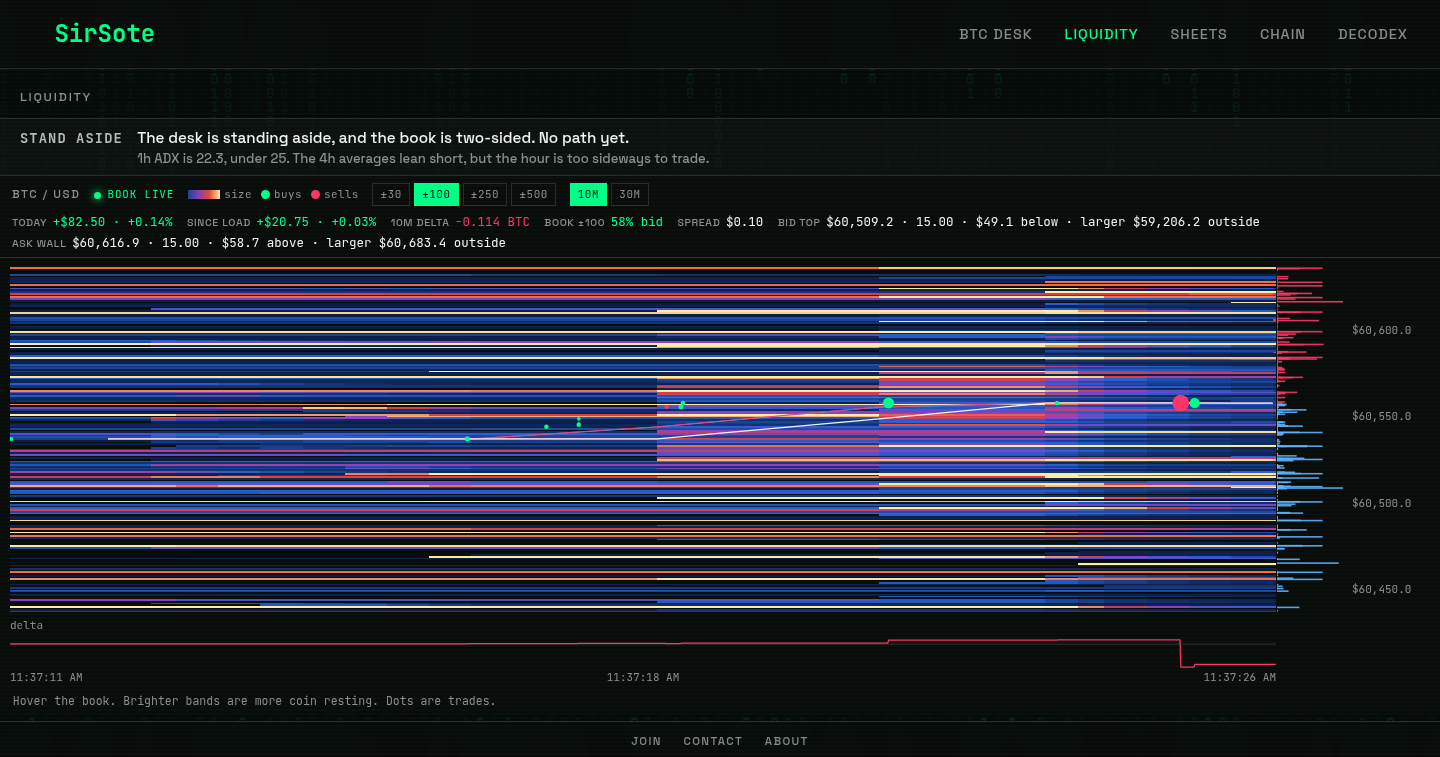 SirSote
BTC DESK LIQUIDITY SHEETS CHAIN DECODEX
LIQUIDITY
STAND ASIDE The desk is standing aside, and the book is two-sided. No path yet.
1h ADX is 22.3, under 25. The 4h averages lean short, but the hour is too sideways to trade.
BTC / USD BOOK LIVE size buys sells ±30 ±100 ±250 ±500 10M 30M
TODAY +$82.50 · +0.14% SINCE LOAD +$20.75 · +0.03% 10M DELTA -0.114 BTC BOOK ±100 58% bid SPREAD $0.10 BID TOP $60,509.2 · 15.00 · $49.1 below · larger $59,206.2 outside
ASK WALL $60,616.9 · 15.00 · $58.7 above · larger $60,683.4 outside
$60,600.0
$60,550.0
$60,500.0
$60,450.0
delta
11:37:11 AM 11:37:18 AM 11:37:26 AM
Hover the book. Brighter bands are more coin resting. Dots are trades.
JOIN CONTACT ABOUT